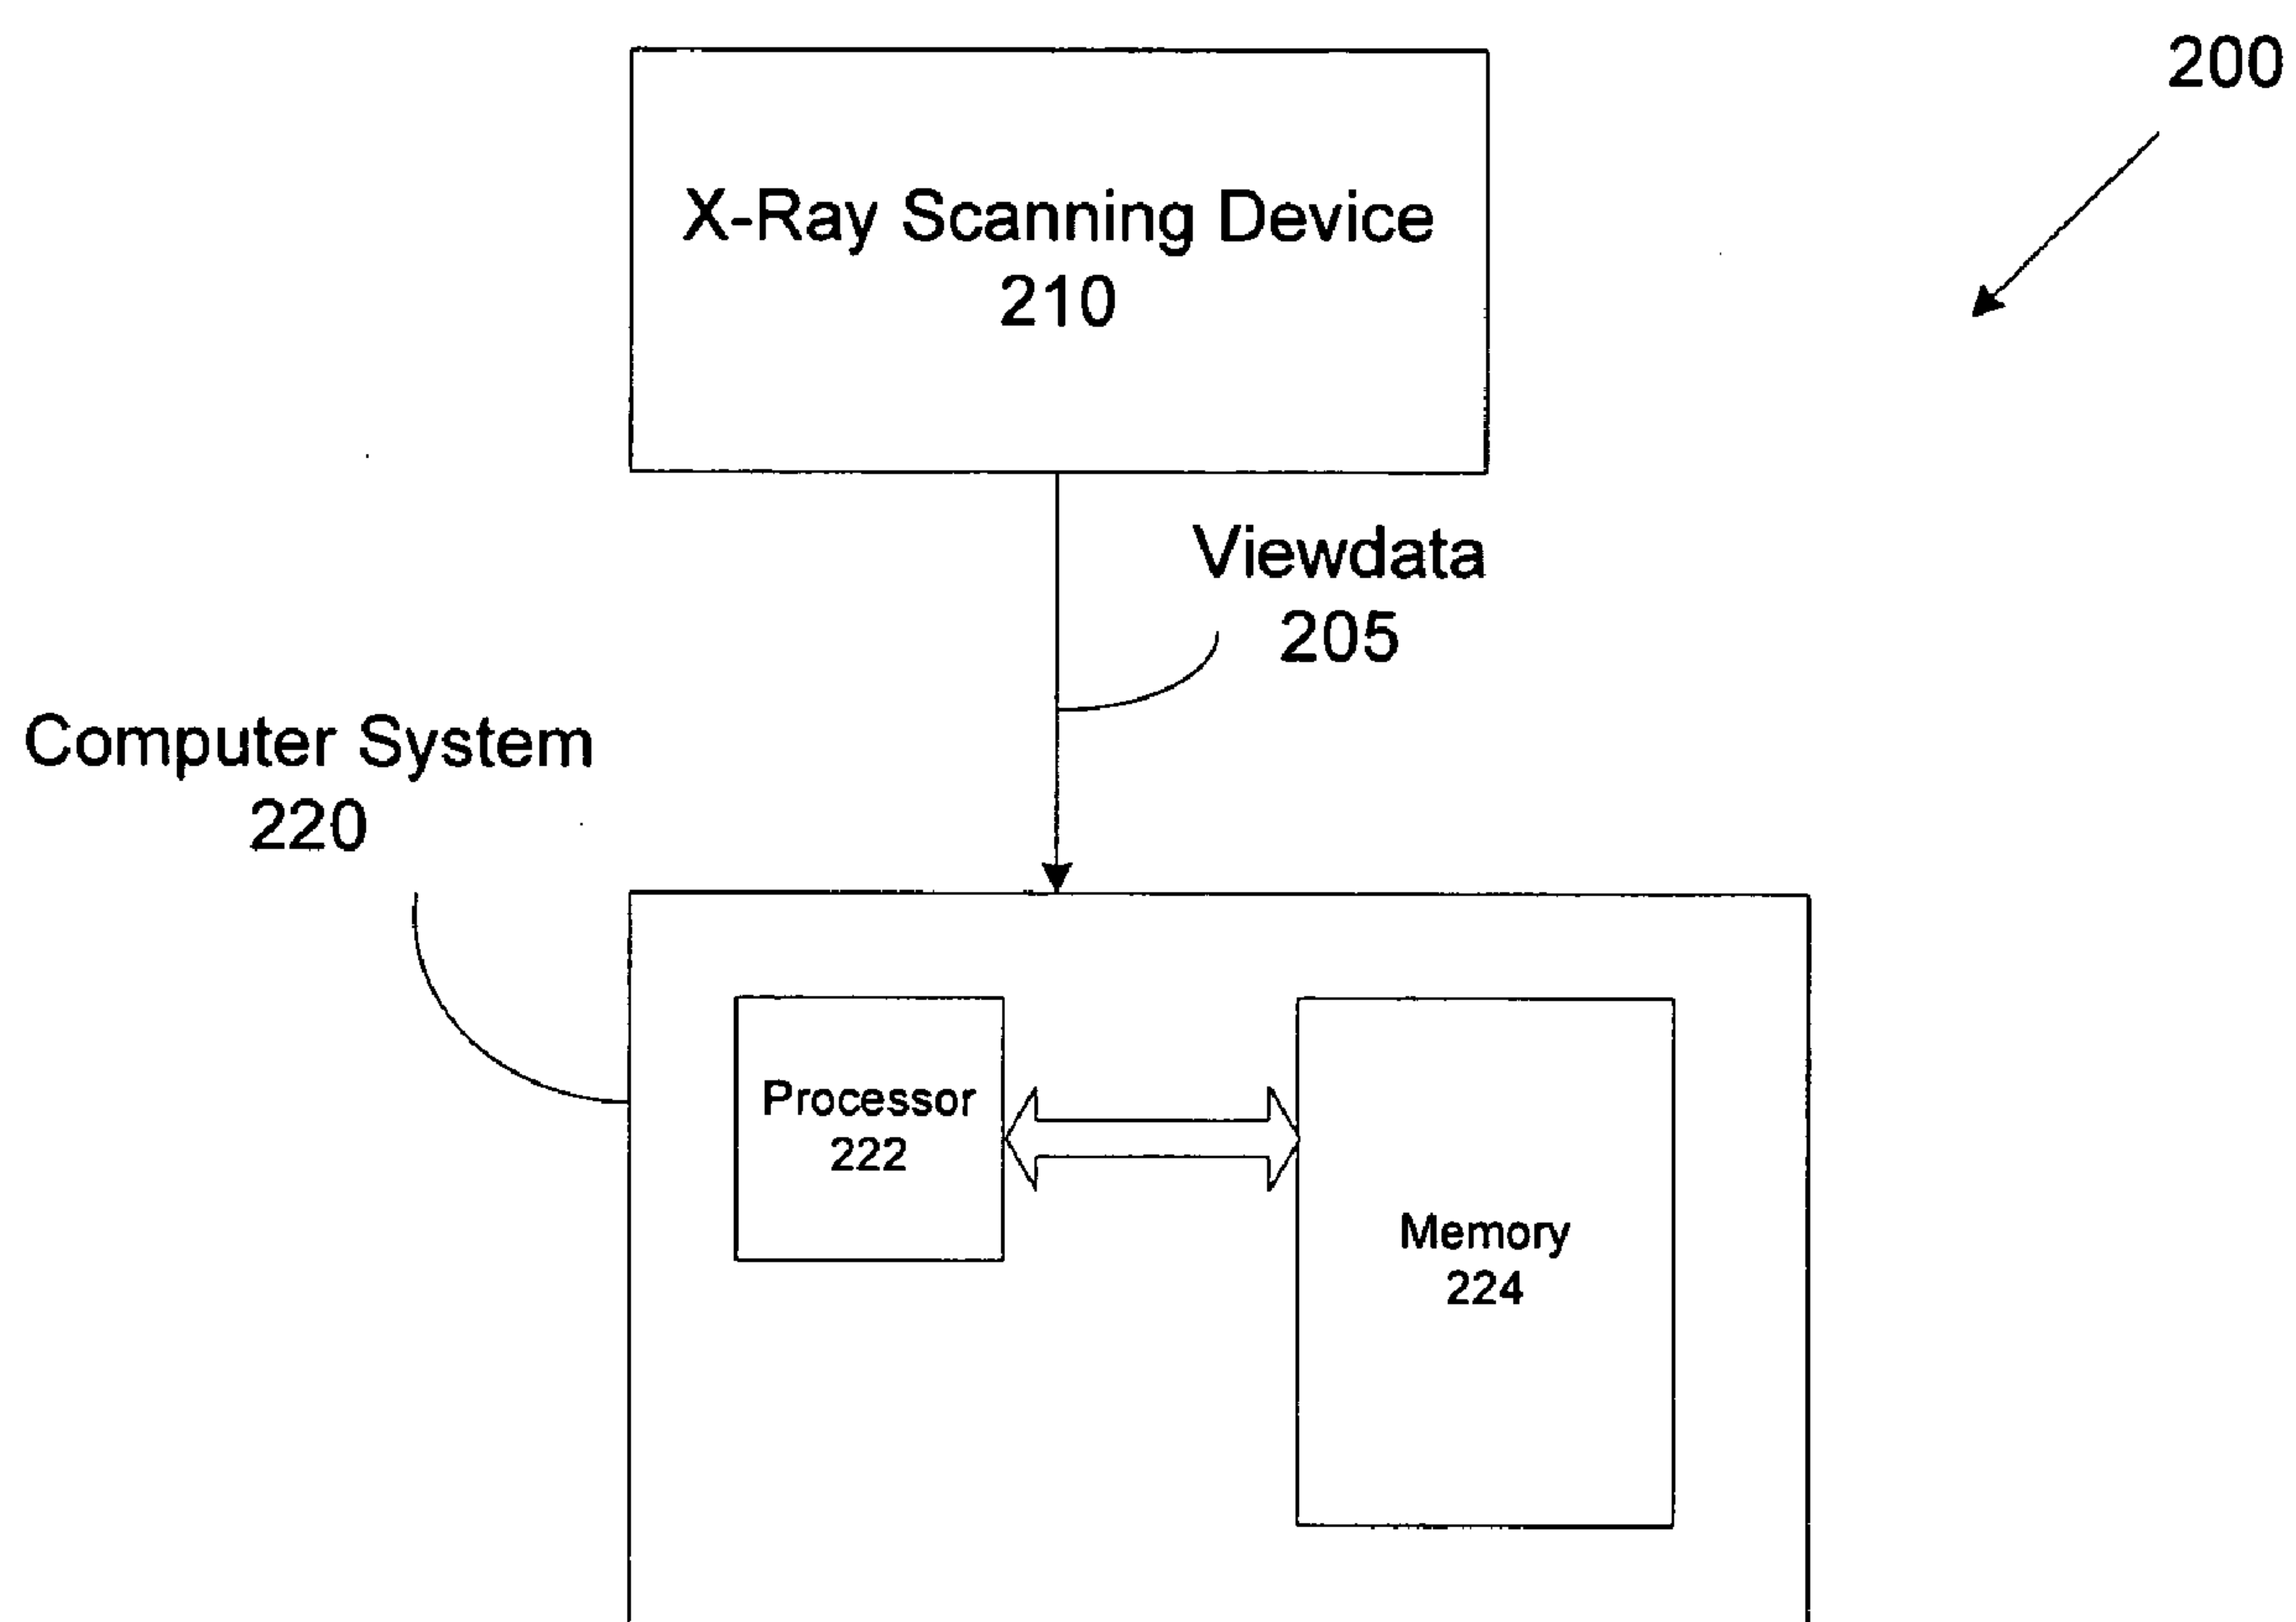 200
X-Ray Scanning Device
210
Viewdata
205
Computer System
220
Processor
222
Memory
224